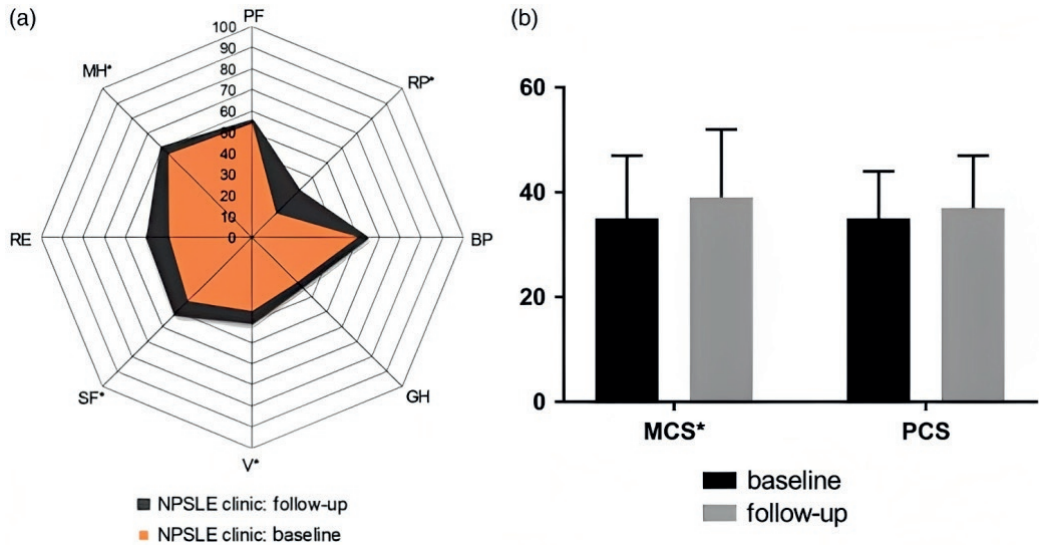 (a)
PF
100
90
80
70
60
50
40
30
20
10
0
MH*
RP*
RE
BP
SF*
GH
V*
NPSLE clinic: follow-up
NPSLE clinic: baseline
(b)
60
40
20
0
MCS*
PCS
baseline
follow-up